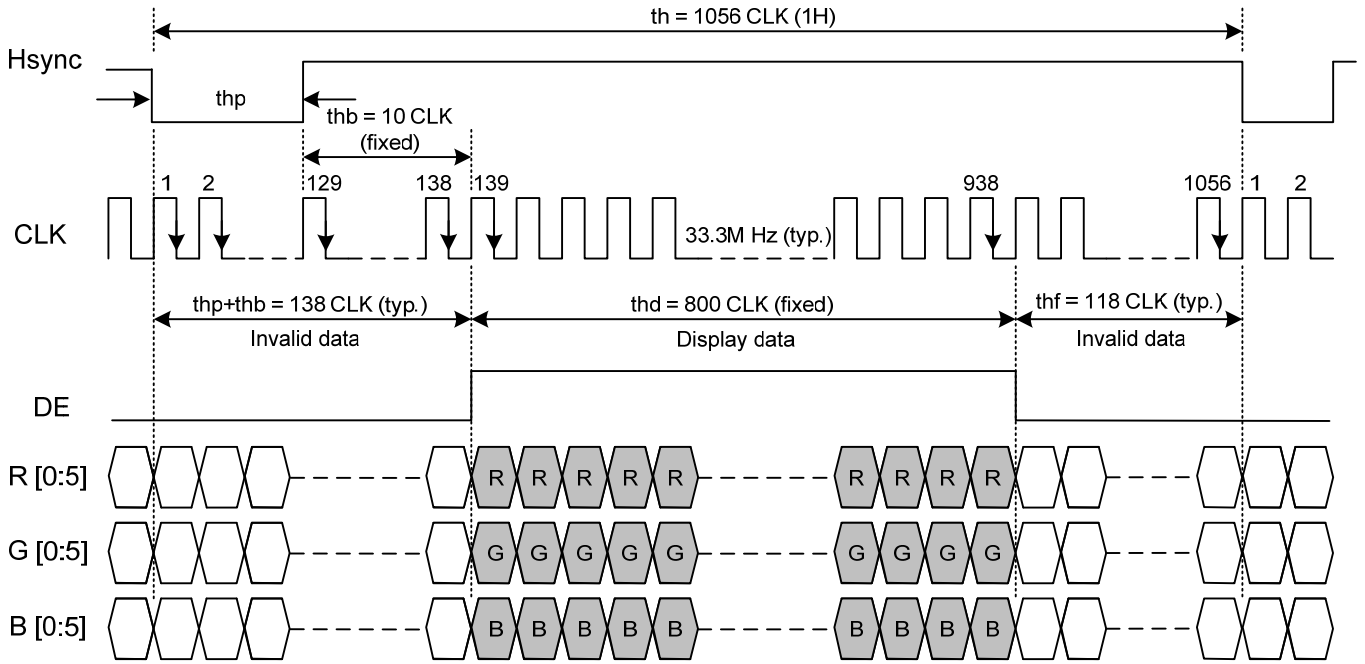 th = 1056 CLK (1H)
Hsync
thp
thb = 10 CLK
(fixed)
1 2 129 138 139 938 1056 1 2
CLK
33.3M Hz (typ.)
thp+thb = 138 CLK (typ.)
thd = 800 CLK (fixed)
thf = 118 CLK (typ.)
Invalid data
Display data
Invalid data
DE
R [0:5]
R R R R R R R R R
G [0:5]
G G G G G G G G G
B [0:5]
B B B B B B B B B